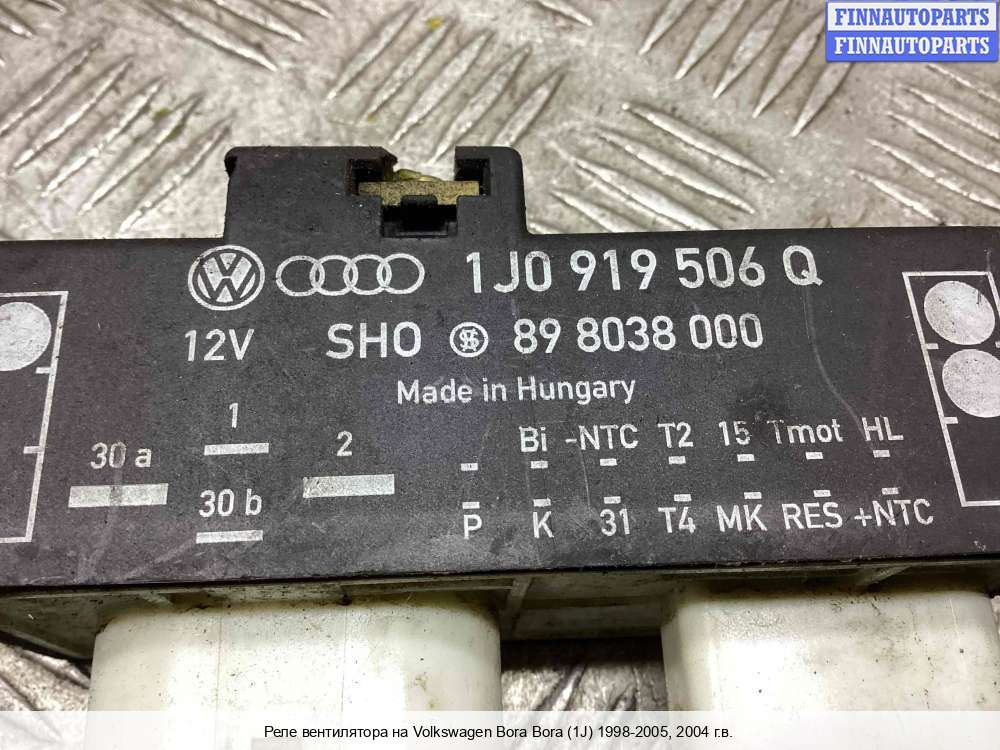 FINNAUTOPARTS
FINNAUTOPARTS
1J0 919 506 Q
12V SHO 89 8038 000
Made in Hungary
30 a 1 2 Bi -NTC T2 15 Tmot HL
30 b P K 31 T4 MK RES +NTC
Реле вентилятора на Volkswagen Bora Bora (1J) 1998-2005, 2004 г.в.